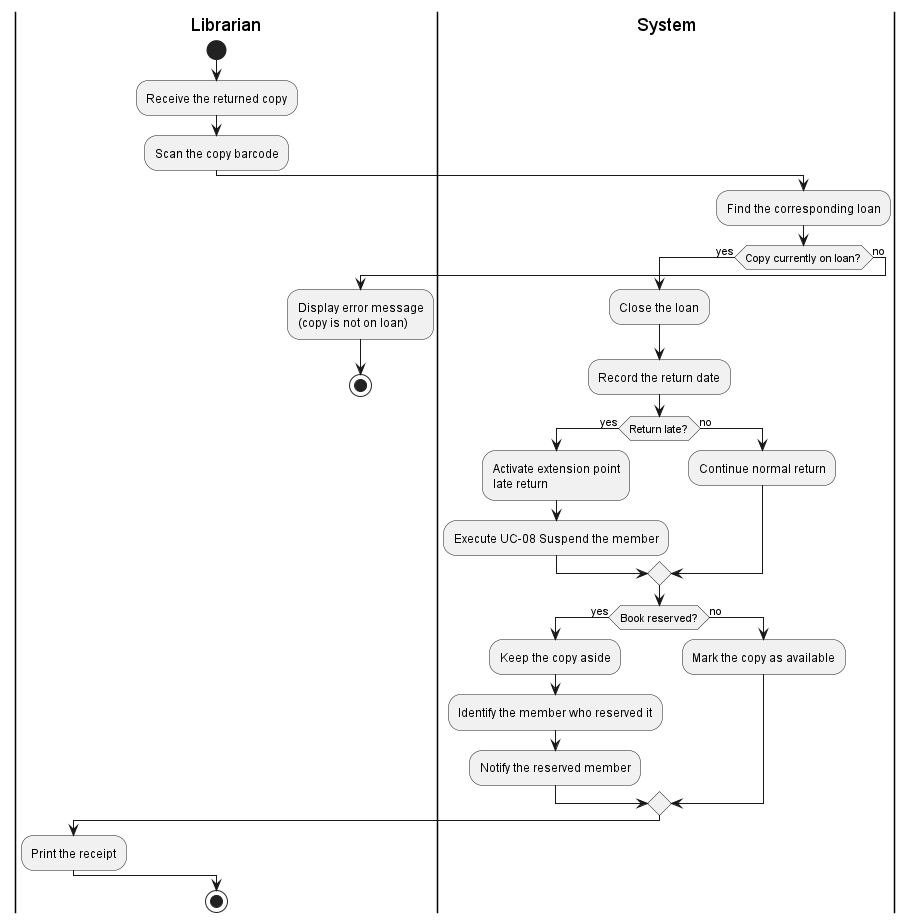 Librarian
System
Receive the returned copy
Scan the copy barcode
Find the corresponding loan
yes
Copy currently on loan?
no
Display error message
(copy is not on loan)
Close the loan
Record the return date
yes
Return late?
no
Activate extension point
late return
Continue normal return
Execute UC-08 Suspend the member
yes
Book reserved?
no
Keep the copy aside
Mark the copy as available
Identify the member who reserved it
Notify the reserved member
Print the receipt